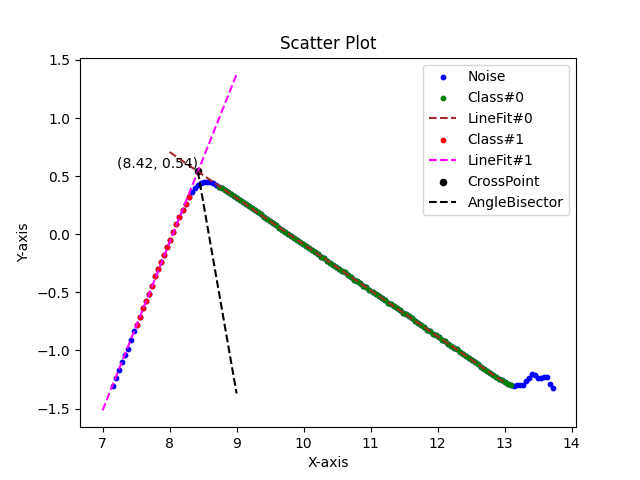 Scatter Plot
1.5
1.0
0.5
0.0
−0.5
−1.0
−1.5
Y-axis
(8.42, 0.54)
Noise
Class#0
LineFit#0
Class#1
LineFit#1
CrossPoint
AngleBisector
7 8 9 10 11 12 13 14
X-axis